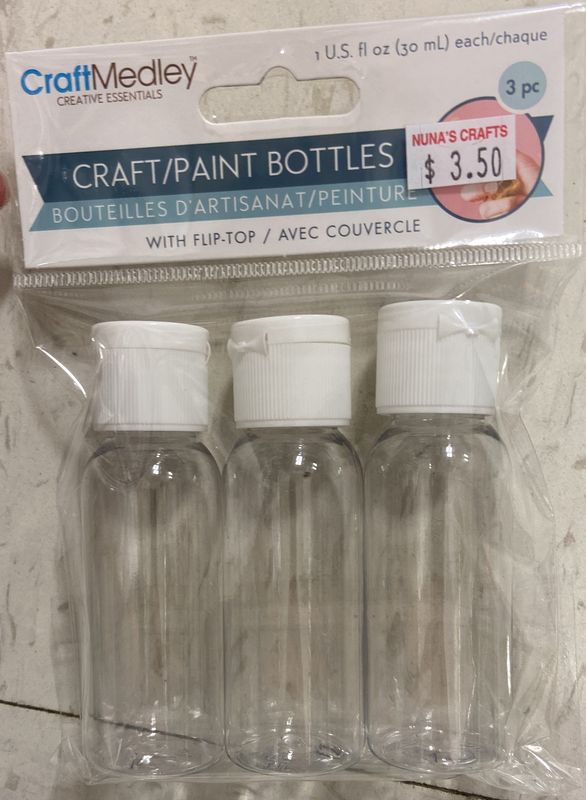 CraftMedley™
CREATIVE ESSENTIALS
1 U.S. fl oz (30 mL) each/chaque
3 pc
CRAFT/PAINT BOTTLES
NUNA'S CRAFTS
$ 3.50
BOUTEILLES D'ARTISANAT/PEINTURE
WITH FLIP-TOP / AVEC COUVERCLE